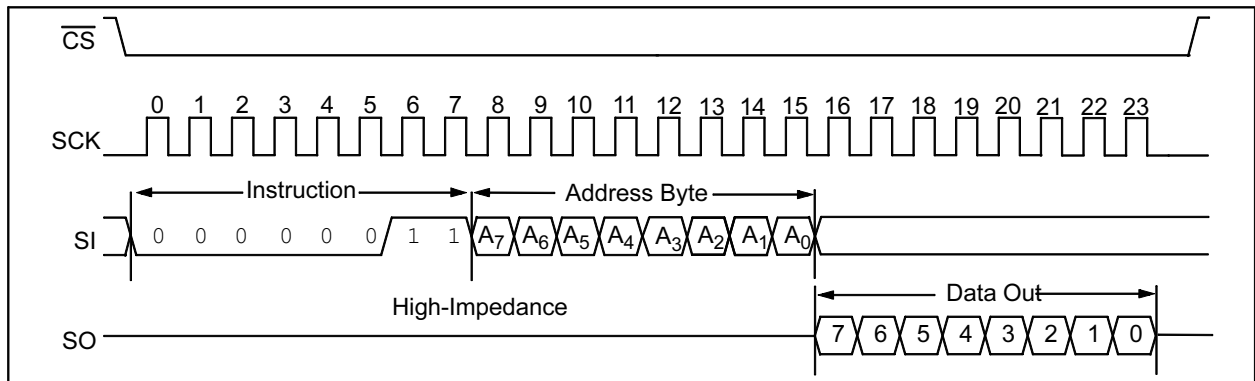 CS
0 1 2 3 4 5 6 7 8 9 10 11 12 13 14 15 16 17 18 19 20 21 22 23
SCK
Instruction Address Byte
SI 0 0 0 0 0 0 1 1 A7 A6 A5 A4 A3 A2 A1 A0
High-Impedance Data Out
SO 7 6 5 4 3 2 1 0